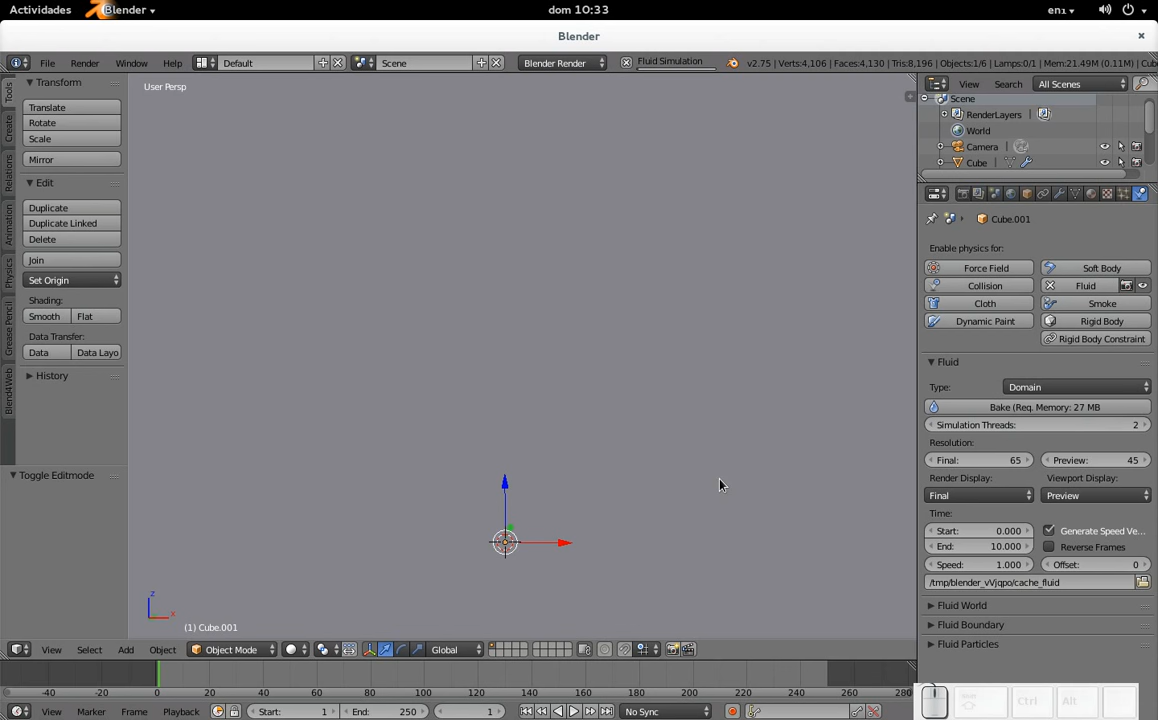 Actividades Blender dom 10:33 en1
Blender
File Render Window Help Default Scene Blender Render Fluid Simulation v2.75 | Verts:4,106 | Faces:4,130 | Tris:8,196 | Objects:1/6 | Lamps:0/1 | Mem:21.49M (0.11M) | Cub
Tools
Create
Relations
Animation
Physics
Grease Pencil
Blend4Web
Transform
Translate
Rotate
Scale
Mirror
Edit
Duplicate
Duplicate Linked
Delete
Join
Set Origin
Shading:
Smooth Flat
Data Transfer:
Data Data Layo
History
Toggle Editmode
User Persp
z
x
(1) Cube.001
View Search All Scenes
Scene
RenderLayers
World
Camera
Cube
Cube.001
Enable physics for:
Force Field Soft Body
Collision Fluid
Cloth Smoke
Dynamic Paint Rigid Body
Rigid Body Constraint
Fluid
Type: Domain
Bake (Req. Memory: 27 MB
Simulation Threads: 2
Resolution:
Final: 65 Preview: 45
Render Display: Viewport Display:
Final Preview
Time:
Start: 0.000 Generate Speed Ve...
End: 10.000 Reverse Frames
Speed: 1.000 Offset: 0
/tmp/blender_vVjqpo/cache_fluid
Fluid World
Fluid Boundary
Fluid Particles
View Select Add Object Object Mode Global
-40 -20 0 20 40 60 80 100 120 140 160 180 200 220 240 260 280
View Marker Frame Playback Start: 1 End: 250 1 No Sync
Ctrl Alt